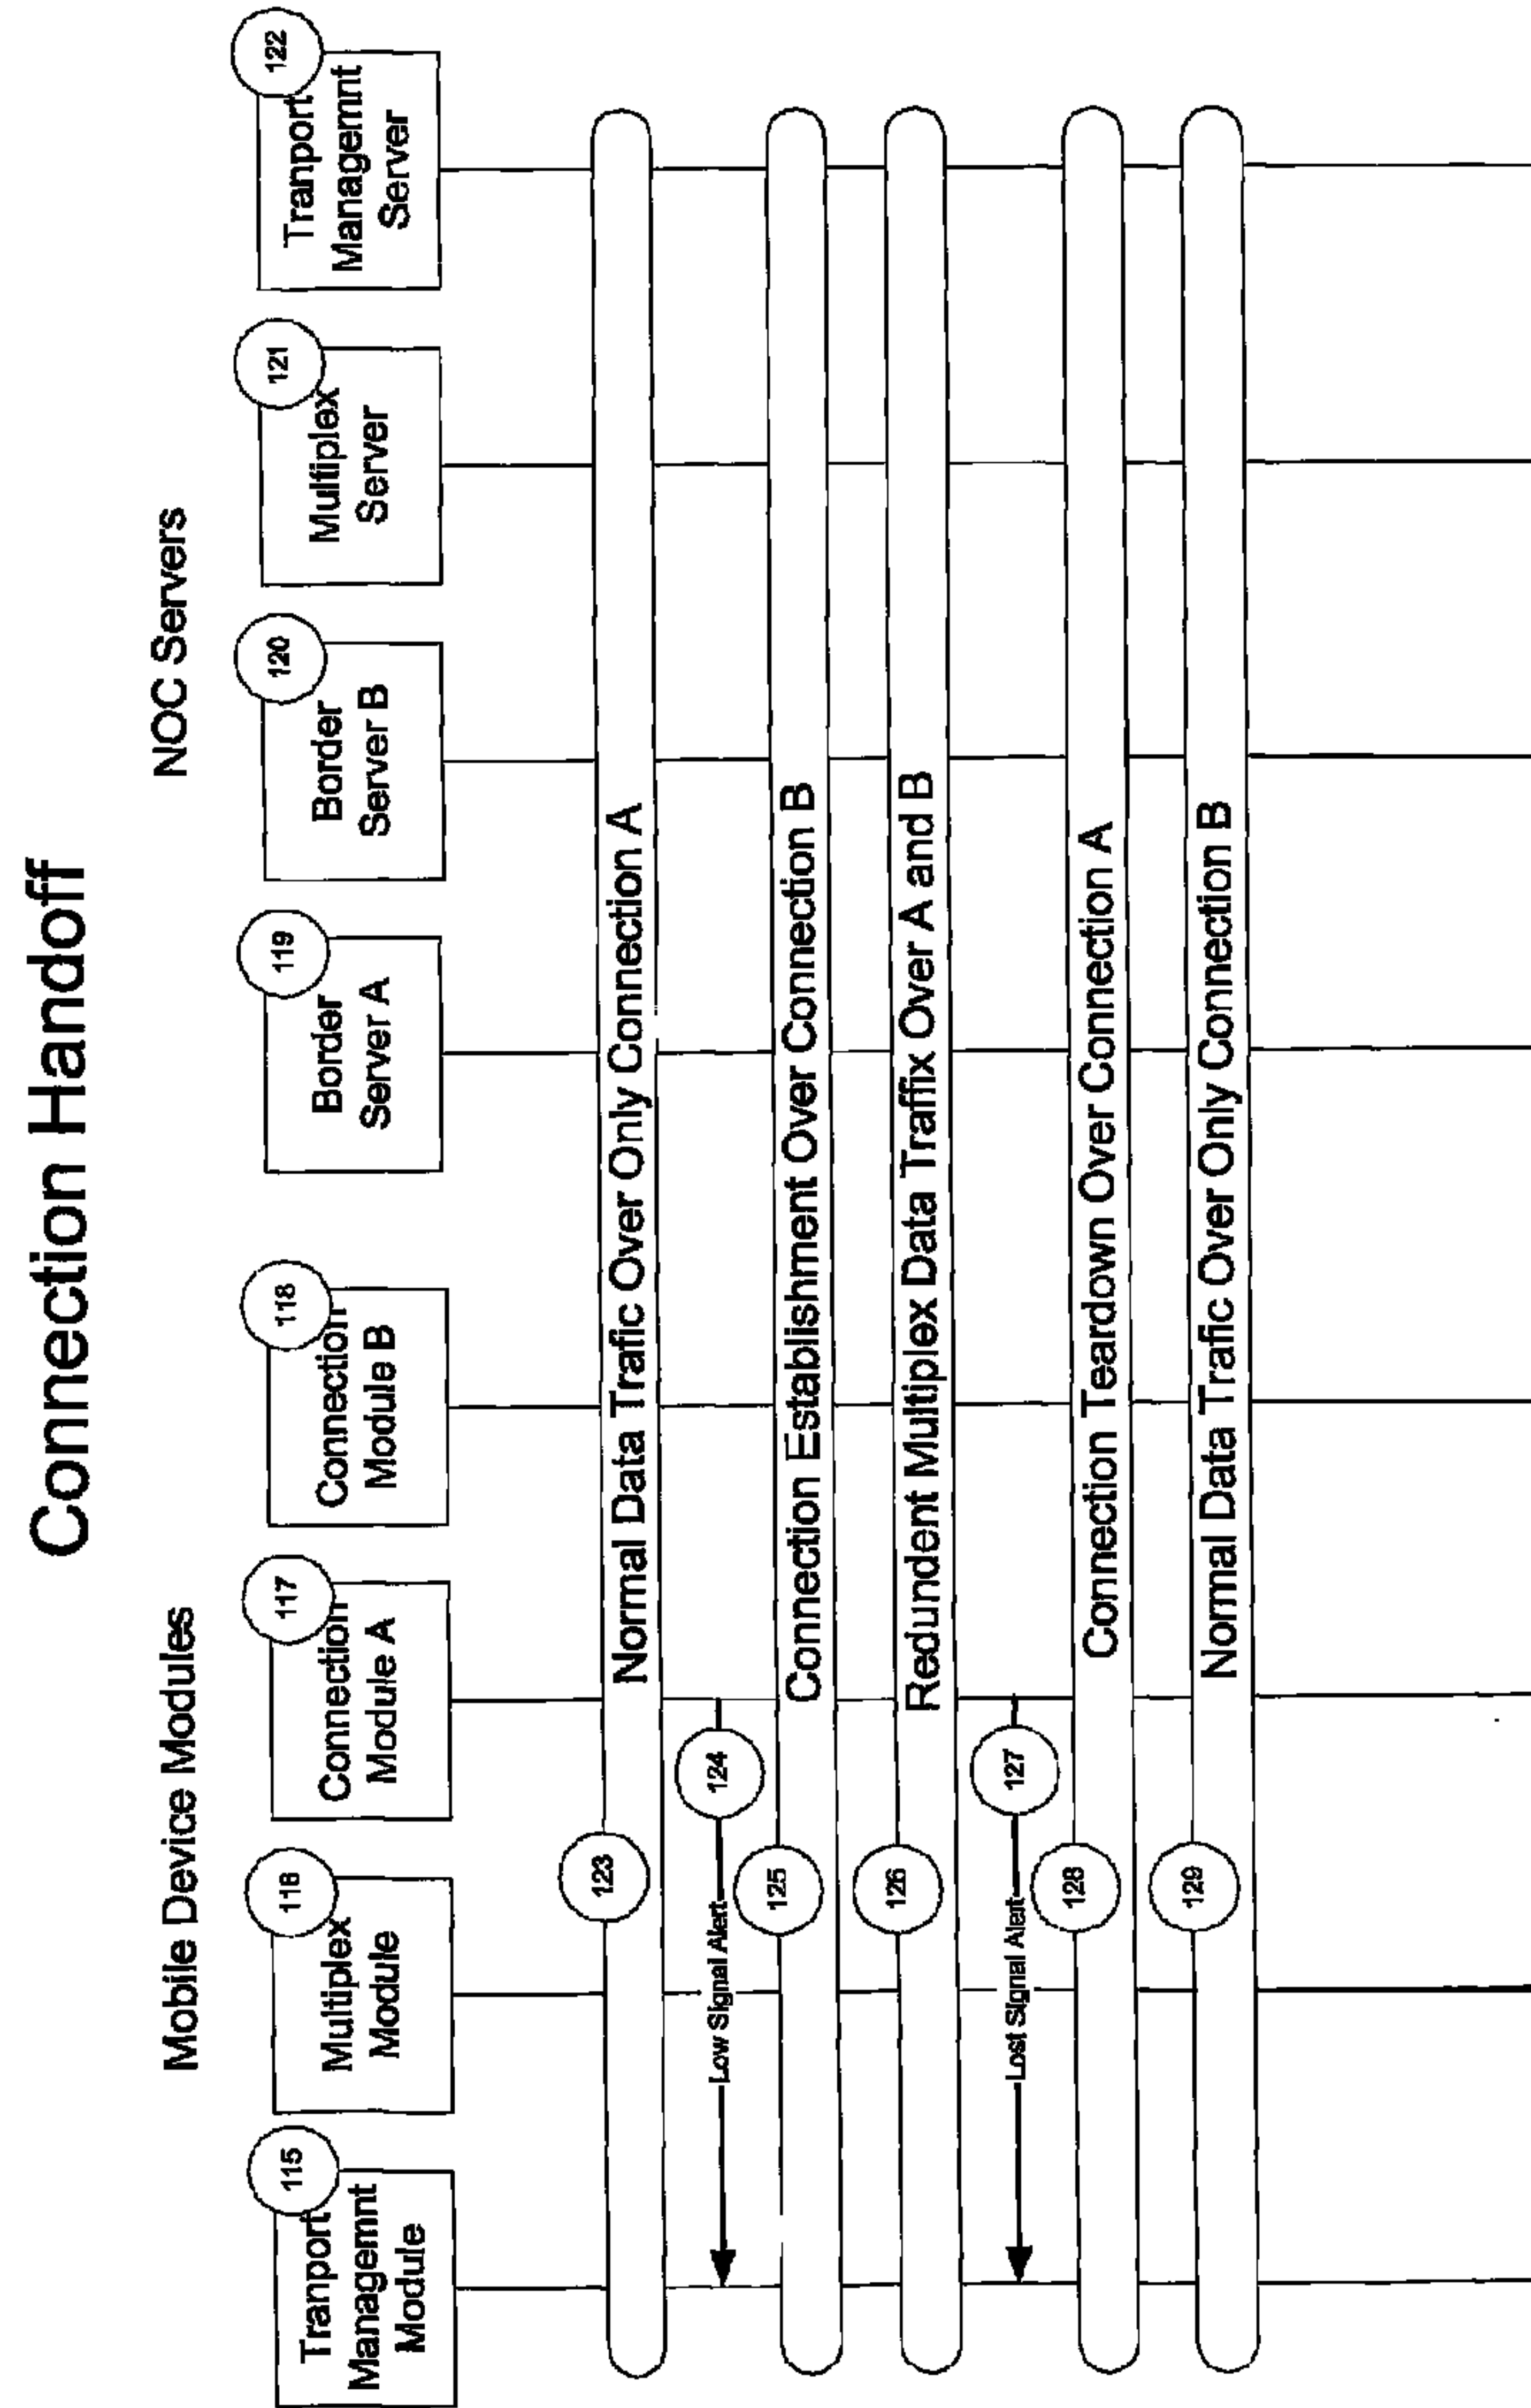 Connection Handoff
Mobile Device Modules
NOC Servers
115
Tranport
Managemnt
Module
116
Multiplex
Module
117
Connection
Module A
118
Connection
Module B
119
Border
Server A
120
Border
Server B
121
Multiplex
Server
122
Tranport
Managemnt
Server
123
Normal Data Trafic Over Only Connection A
124
Low Signal Alert
125
Connection Establishment Over Connection B
126
Redundent Multiplex Data Traffix Over A and B
127
Lost Signal Alert
128
Connection Teardown Over Connection A
129
Normal Data Trafic Over Only Connection B